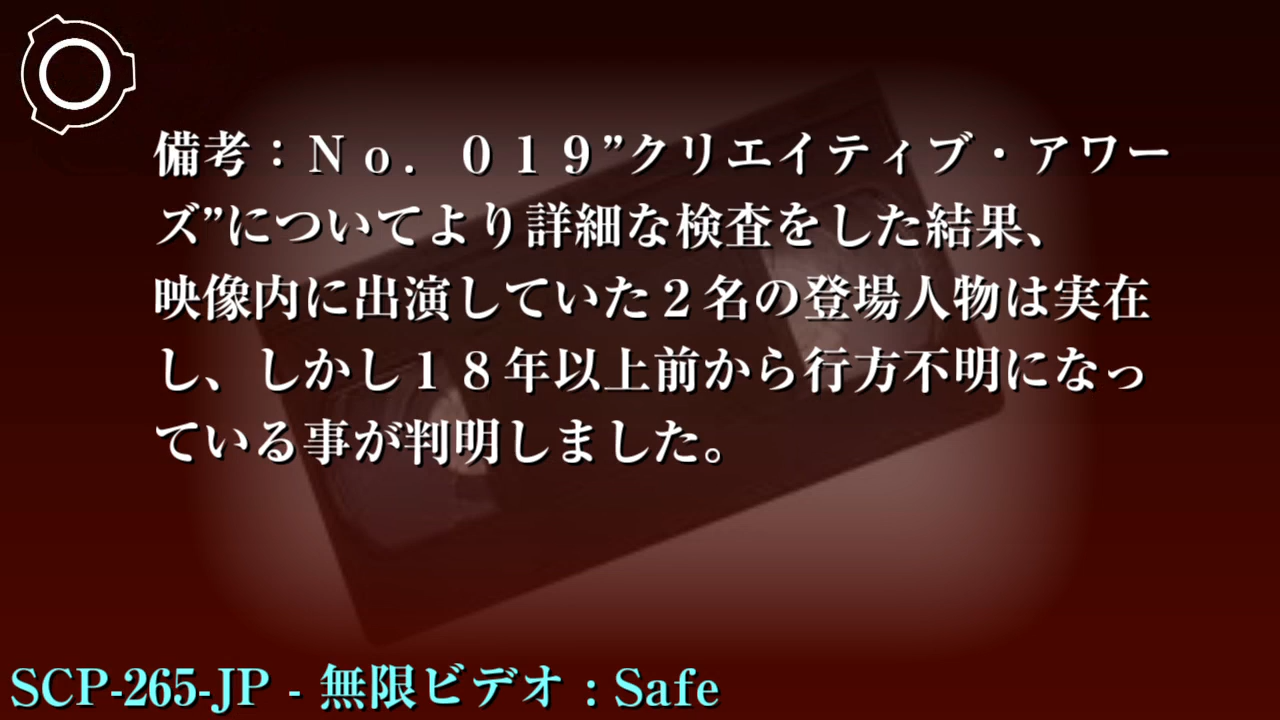 備考：Ｎｏ．０１９”クリエイティブ・アワー
ズ”についてより詳細な検査をした結果、
映像内に出演していた２名の登場人物は実在
し、しかし１８年以上前から行方不明になっ
ている事が判明しました。
SCP-265-JP - 無限ビデオ : Safe